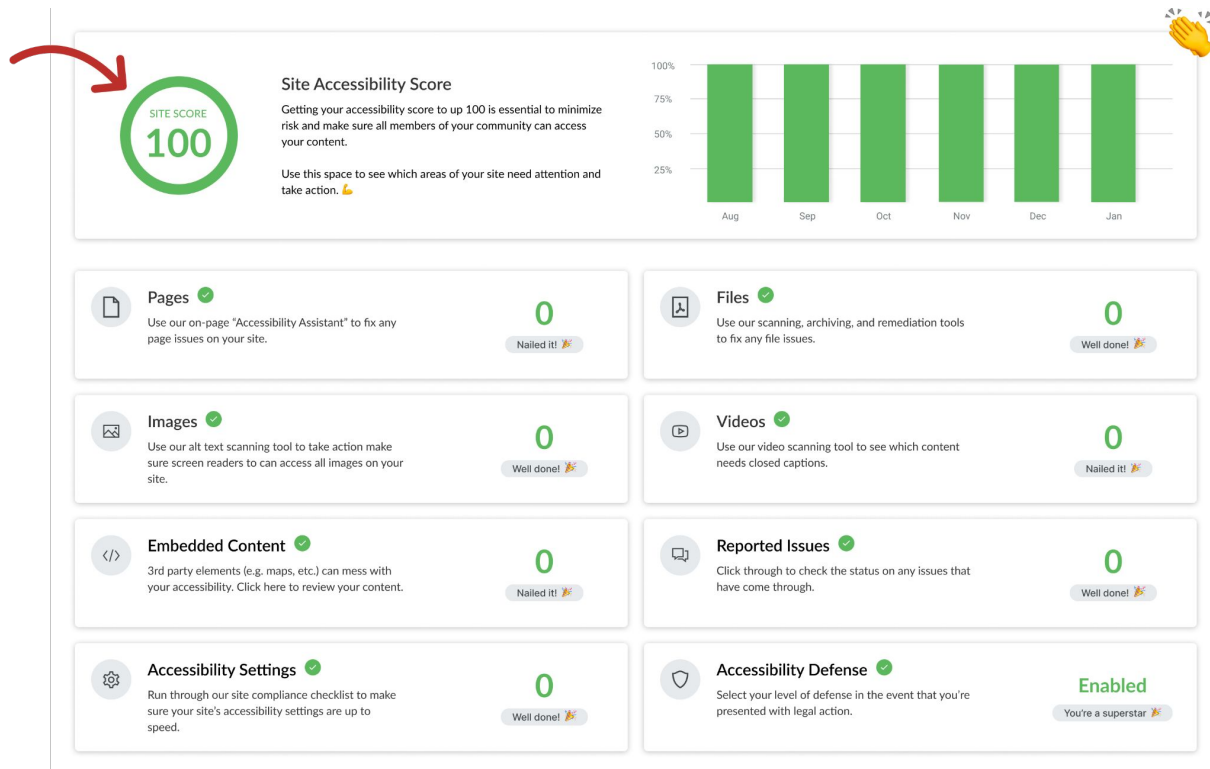 SITE SCORE
100
Site Accessibility Score
Getting your accessibility score to up 100 is essential to minimize
risk and make sure all members of your community can access
your content.
Use this space to see which areas of your site need attention and
take action. 💪
100%
75%
50%
25%
Aug Sep Oct Nov Dec Jan
Pages
Use our on-page “Accessibility Assistant” to fix any
page issues on your site.
0
Nailed it! 🎉
Files
Use our scanning, archiving, and remediation tools
to fix any file issues.
0
Well done! 🎉
Images
Use our alt text scanning tool to take action make
sure screen readers to can access all images on your
site.
0
Well done! 🎉
Videos
Use our video scanning tool to see which content
needs closed captions.
0
Nailed it! 🎉
Embedded Content
3rd party elements (e.g. maps, etc.) can mess with
your accessibility. Click here to review your content.
0
Nailed it! 🎉
Reported Issues
Click through to check the status on any issues that
have come through.
0
Well done! 🎉
Accessibility Settings
Run through our site compliance checklist to make
sure your site’s accessibility settings are up to
speed.
0
Well done! 🎉
Accessibility Defense
Select your level of defense in the event that you’re
presented with legal action.
Enabled
You’re a superstar 🎉